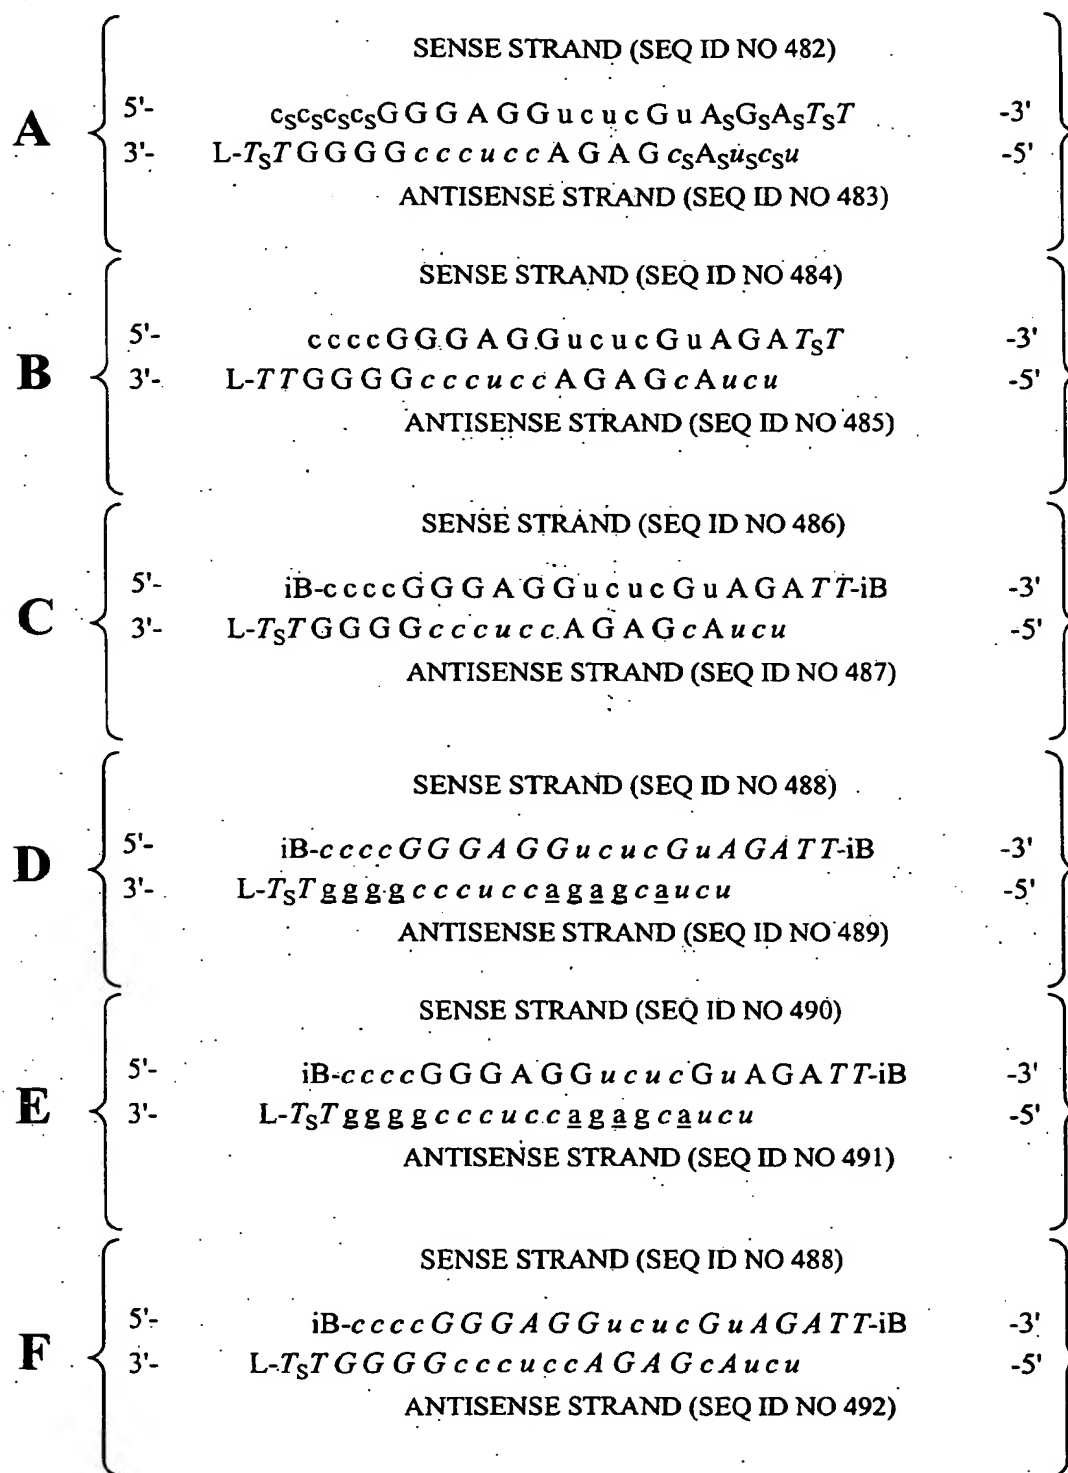 SENSE STRAND (SEQ ID NO 482)
A
5'- cScScScSGGGAGGucucGuASGSASTST -3'
3'- L-TSTGGGGcccuccAGAGcSASuScSu -5'
ANTISENSE STRAND (SEQ ID NO 483)
SENSE STRAND (SEQ ID NO 484)
B
5'- ccccGGGAGGucucGuAGATST -3'
3'- L-TTGGGGcccuccAGAGcAucu -5'
ANTISENSE STRAND (SEQ ID NO 485)
SENSE STRAND (SEQ ID NO 486)
C
5'- iB-ccccGGGAGGucucGuAGATT-iB -3'
3'- L-TSTGGGGcccuccAGAGcAucu -5'
ANTISENSE STRAND (SEQ ID NO 487)
SENSE STRAND (SEQ ID NO 488)
D
5'- iB-ccccGGGAGGucucGuAGATT-iB -3'
3'- L-TSTggggcccuccagagcaucu -5'
ANTISENSE STRAND (SEQ ID NO 489)
SENSE STRAND (SEQ ID NO 490)
E
5'- iB-ccccGGGAGGucucGuAGATT-iB -3'
3'- L-TSTggggcccuccagagcaucu -5'
ANTISENSE STRAND (SEQ ID NO 491)
SENSE STRAND (SEQ ID NO 488)
F
5'- iB-ccccGGGAGGucucGuAGATT-iB -3'
3'- L-TSTGGGGcccuccAGAGcAucu -5'
ANTISENSE STRAND (SEQ ID NO 492)